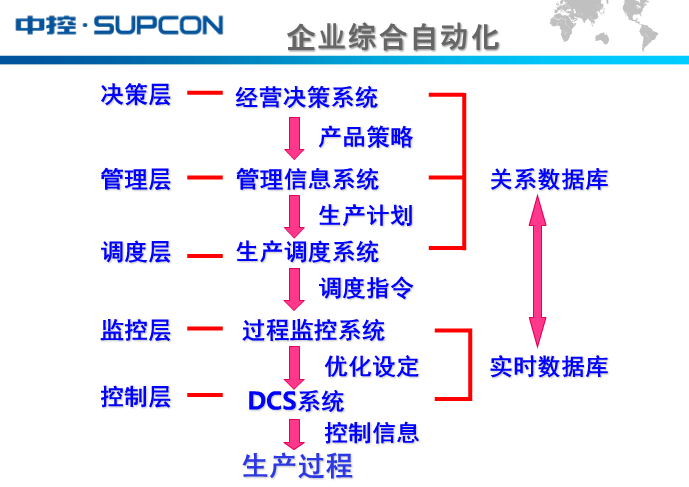 中控·SUPCON
企业综合自动化
决策层 经营决策系统
产品策略
管理层 管理信息系统 关系数据库
生产计划
调度层 生产调度系统
调度指令
监控层 过程监控系统
优化设定 实时数据库
控制层 DCS系统
控制信息
生产过程